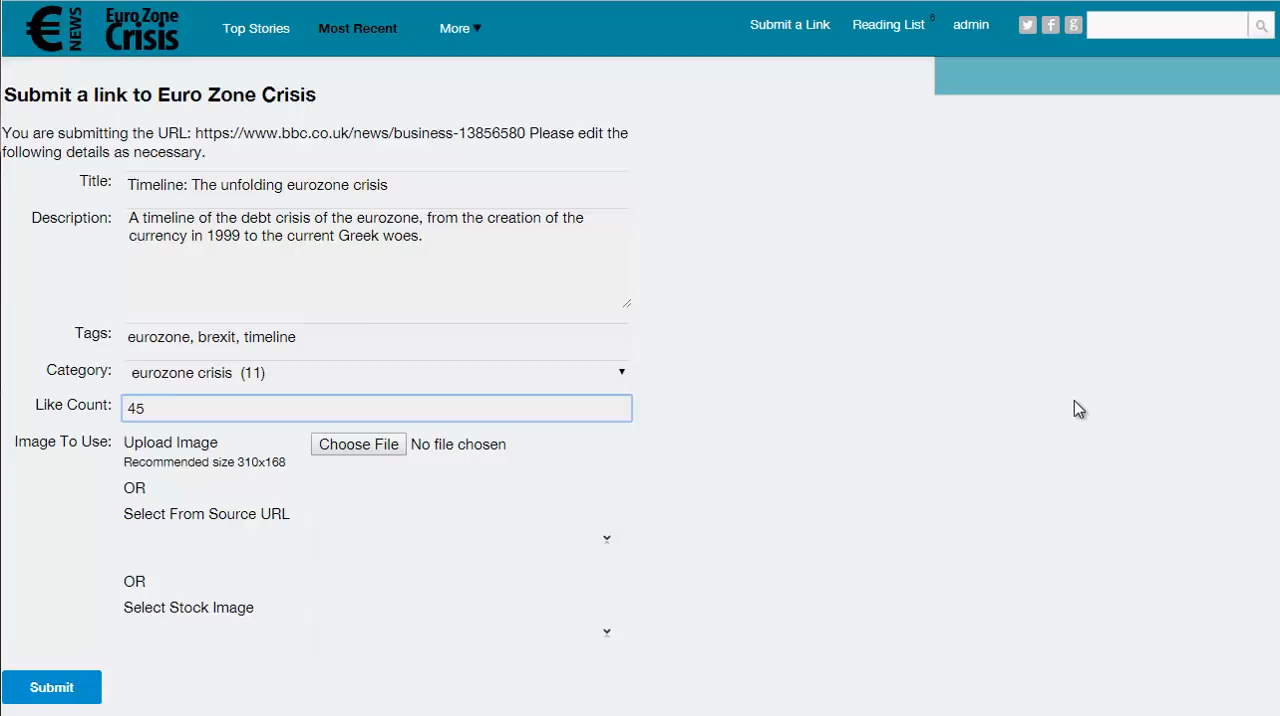 € NEWS Euro Zone Crisis
Top Stories Most Recent More ▼ Submit a Link Reading List 6 admin
Submit a link to Euro Zone Crisis
You are submitting the URL: https://www.bbc.co.uk/news/business-13856580 Please edit the
following details as necessary.
Title: Timeline: The unfolding eurozone crisis
Description: A timeline of the debt crisis of the eurozone, from the creation of the
currency in 1999 to the current Greek woes.
Tags: eurozone, brexit, timeline
Category: eurozone crisis (11)
Like Count: 45
Image To Use: Upload Image Choose File No file chosen
Recommended size 310x168
OR
Select From Source URL
OR
Select Stock Image
Submit